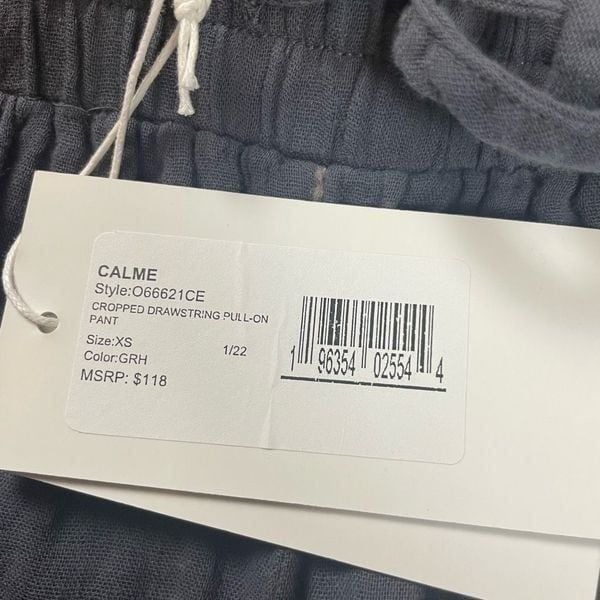 CALME
Style:O66621CE
CROPPED DRAWSTRING PULL-ON
PANT
Size:XS 1/22
Color:GRH
MSRP: $118
1 96354 02554 4